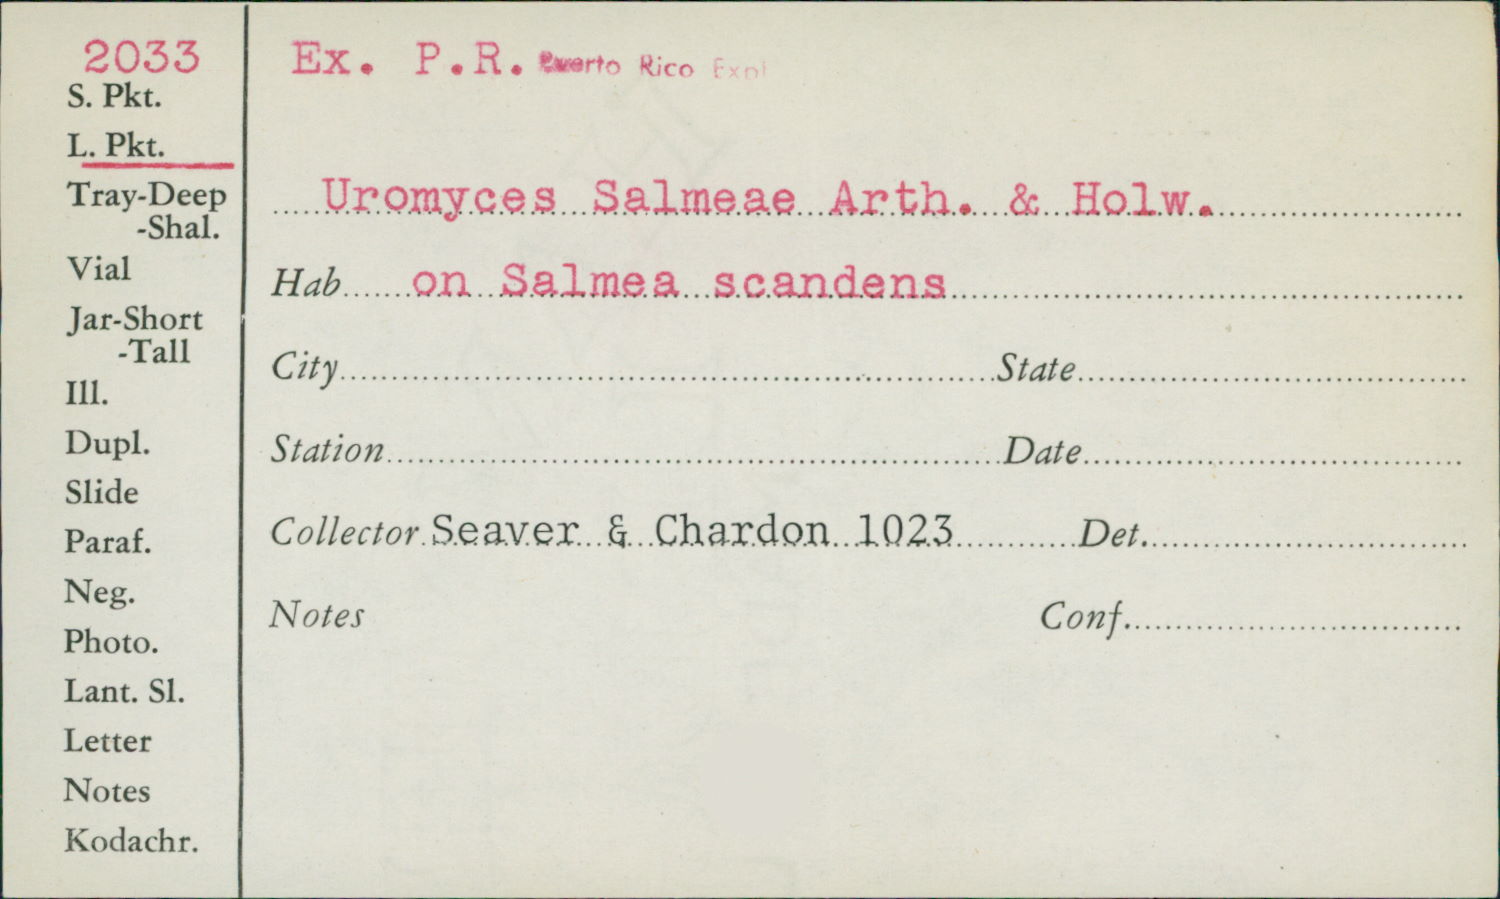 2033
S. Pkt.
L. Pkt.
Tray-Deep
-Shal.
Vial
Jar-Short
-Tall
Ill.
Dupl.
Slide
Paraf.
Neg.
Photo.
Lant. Sl.
Letter
Notes
Kodachr.
Ex. P.R. Puerto Rico Expl
Uromyces Salmeae Arth. & Holw.
Hab on Salmea scandens
City State
Station Date
Collector Seaver & Chardon 1023 Det.
Notes Conf.